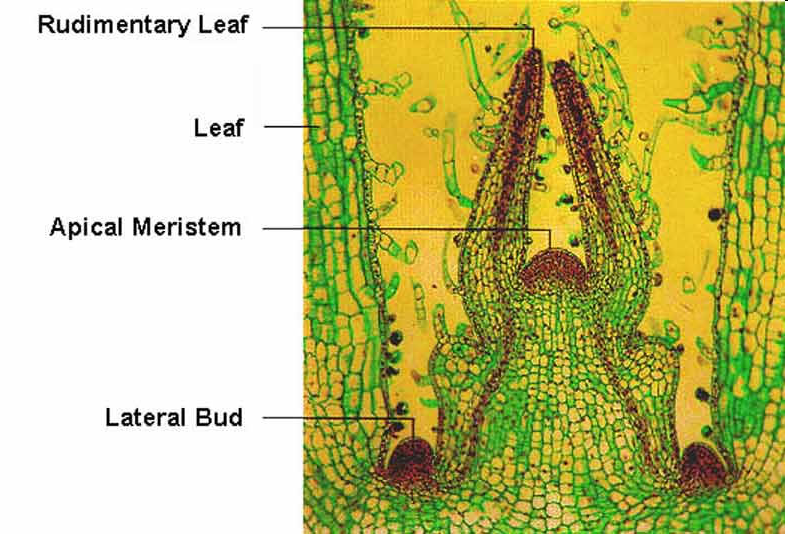 Rudimentary Leaf
Leaf
Apical Meristem
Lateral Bud